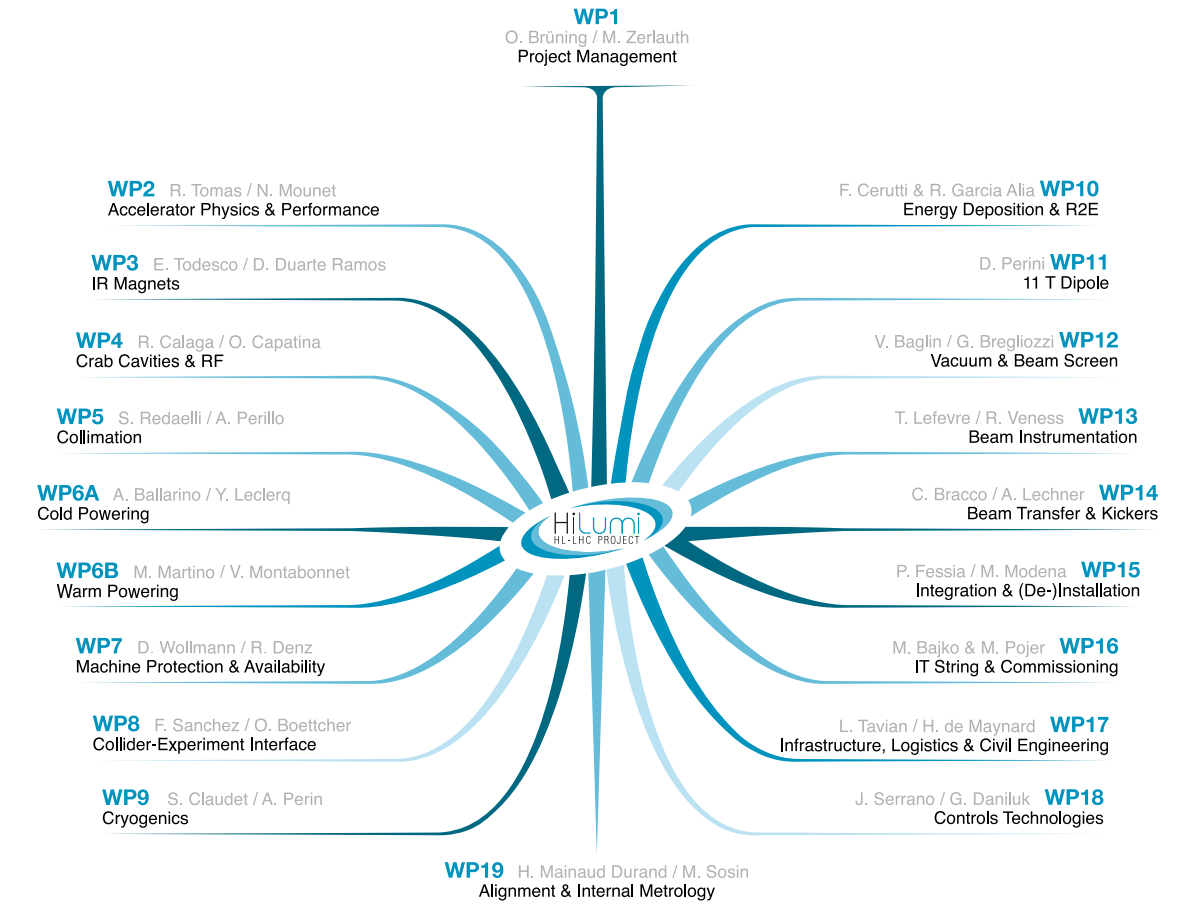 WP1
O. Brüning / M. Zerlauth
Project Management
WP2 R. Tomas / N. Mounet
Accelerator Physics & Performance
WP3 E. Todesco / D. Duarte Ramos
IR Magnets
WP4 R. Calaga / O. Capatina
Crab Cavities & RF
WP5 S. Redaelli / A. Perillo
Collimation
WP6A A. Ballarino / Y. Leclerq
Cold Powering
WP6B M. Martino / V. Montabonnet
Warm Powering
WP7 D. Wollmann / R. Denz
Machine Protection & Availability
WP8 F. Sanchez / O. Boettcher
Collider-Experiment Interface
WP9 S. Claudet / A. Perin
Cryogenics
HiLumi
HL-LHC PROJECT
F. Cerutti & R. Garcia Alia WP10
Energy Deposition & R2E
D. Perini WP11
11 T Dipole
V. Baglin / G. Bregliozzi WP12
Vacuum & Beam Screen
T. Lefevre / R. Veness WP13
Beam Instrumentation
C. Bracco / A. Lechner WP14
Beam Transfer & Kickers
P. Fessia / M. Modena WP15
Integration & (De-)Installation
M. Bajko & M. Pojer WP16
IT String & Commissioning
L. Tavian / H. de Maynard WP17
Infrastructure, Logistics & Civil Engineering
J. Serrano / G. Daniluk WP18
Controls Technologies
WP19 H. Mainaud Durand / M. Sosin
Alignment & Internal Metrology